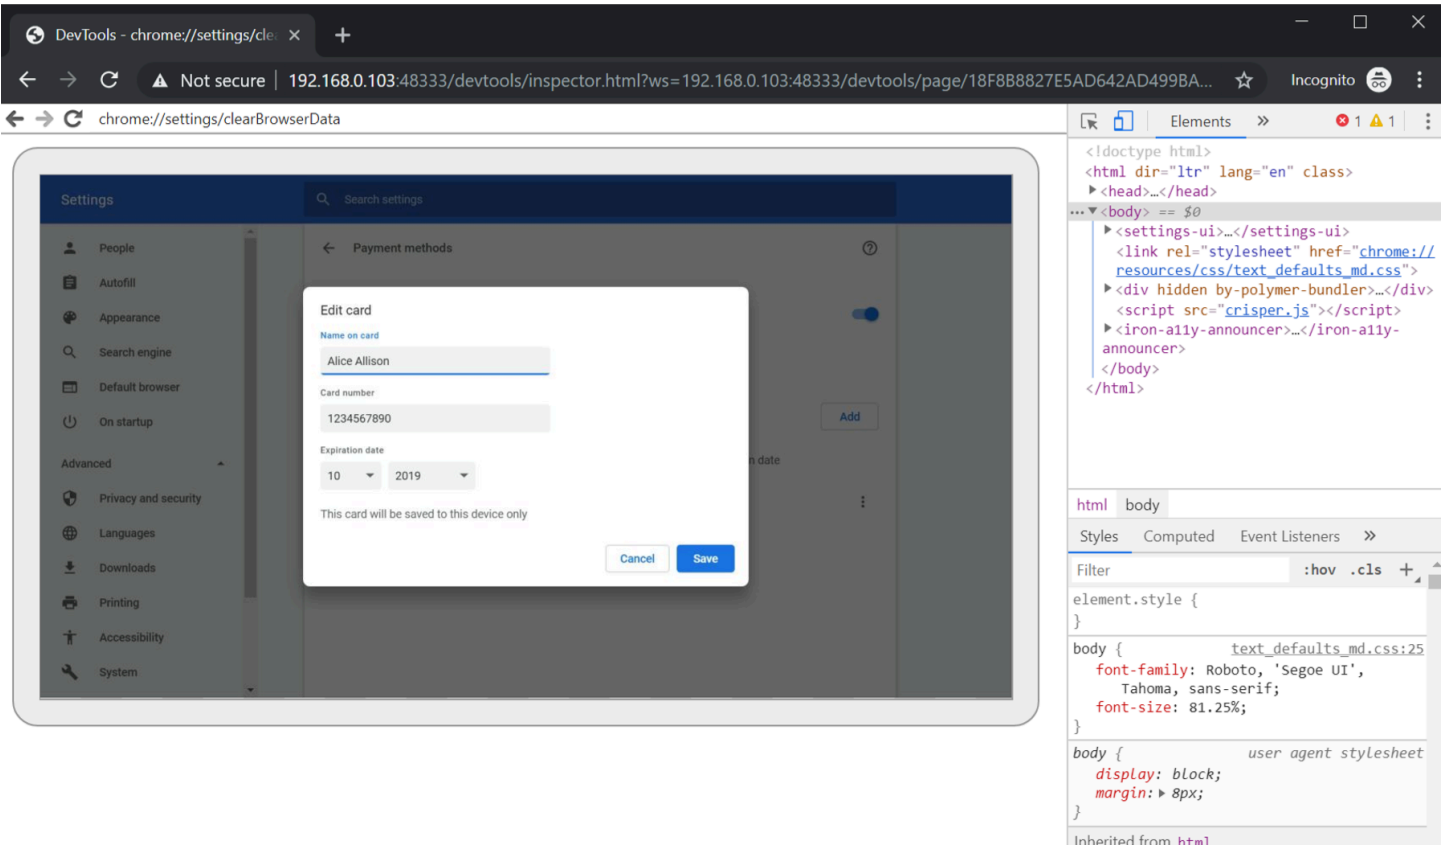 DevTools - chrome://settings/cle
Not secure 192.168.0.103:48333/devtools/inspector.html?ws=192.168.0.103:48333/devtools/page/18F8B8827E5AD642AD499BA... Incognito
chrome://settings/clearBrowserData
Settings
Search settings
People
Autofill
Appearance
Search engine
Default browser
On startup
Advanced
Privacy and security
Languages
Downloads
Printing
Accessibility
System
Payment methods
Add
n date
Edit card
Name on card
Alice Allison
Card number
1234567890
Expiration date
10 2019
This card will be saved to this device only
Cancel Save
Elements » 1 1
<!doctype html>
<html dir="ltr" lang="en" class>
<head>…</head>
<body> == $0
<settings-ui>…</settings-ui>
<link rel="stylesheet" href="chrome://
resources/css/text_defaults_md.css">
<div hidden by-polymer-bundler>…</div>
<script src="crisper.js"></script>
<iron-a11y-announcer>…</iron-a11y-
announcer>
</body>
</html>
html body
Styles Computed Event Listeners »
Filter :hov .cls +
element.style {
}
body { text_defaults_md.css:25
font-family: Roboto, 'Segoe UI',
Tahoma, sans-serif;
font-size: 81.25%;
}
body { user agent stylesheet
display: block;
margin: 8px;
}
Inherited from html